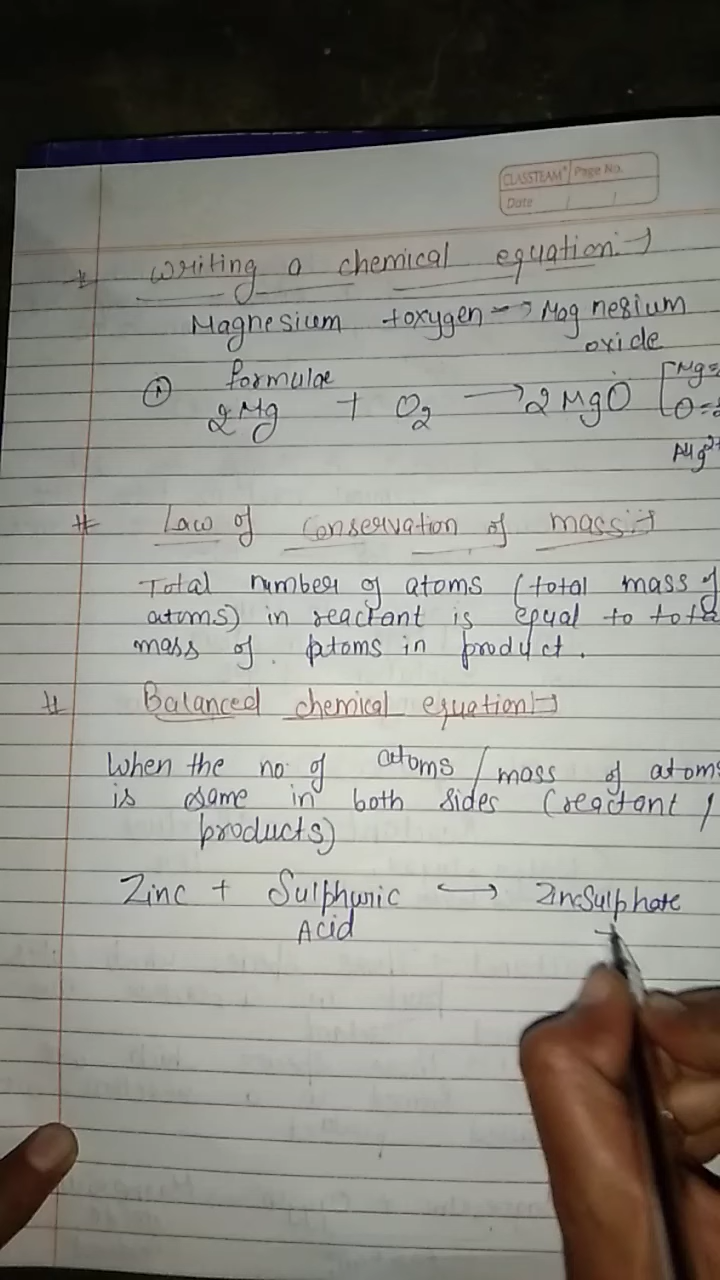 CLASSTEAM Page No.
Date / /
* Writing a chemical equation:-
Magnesium + oxygen → Magnesium
oxide
formulae
① 2Mg + O2 → 2MgO [Mg=
O=2
Mg2+
# Law of Conservation of mass:-
Total number of atoms (total mass of
atoms) in reactant is equal to total
mass of. atoms in product.
# Balanced chemical equation:-
When the no. of atoms / mass of atoms
is same in both sides (reactant /
products)
Zinc + Sulphuric → ZincSulphate
Acid +